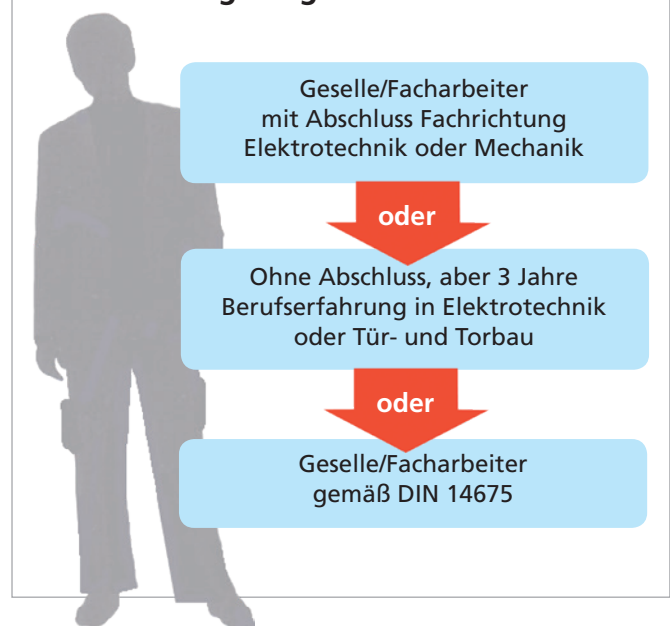 Geselle/Facharbeiter
mit Abschluss Fachrichtung
Elektrotechnik oder Mechanik
oder
Ohne Abschluss, aber 3 Jahre
Berufserfahrung in Elektrotechnik
oder Tür- und Torbau
oder
Geselle/Facharbeiter
gemäß DIN 14675